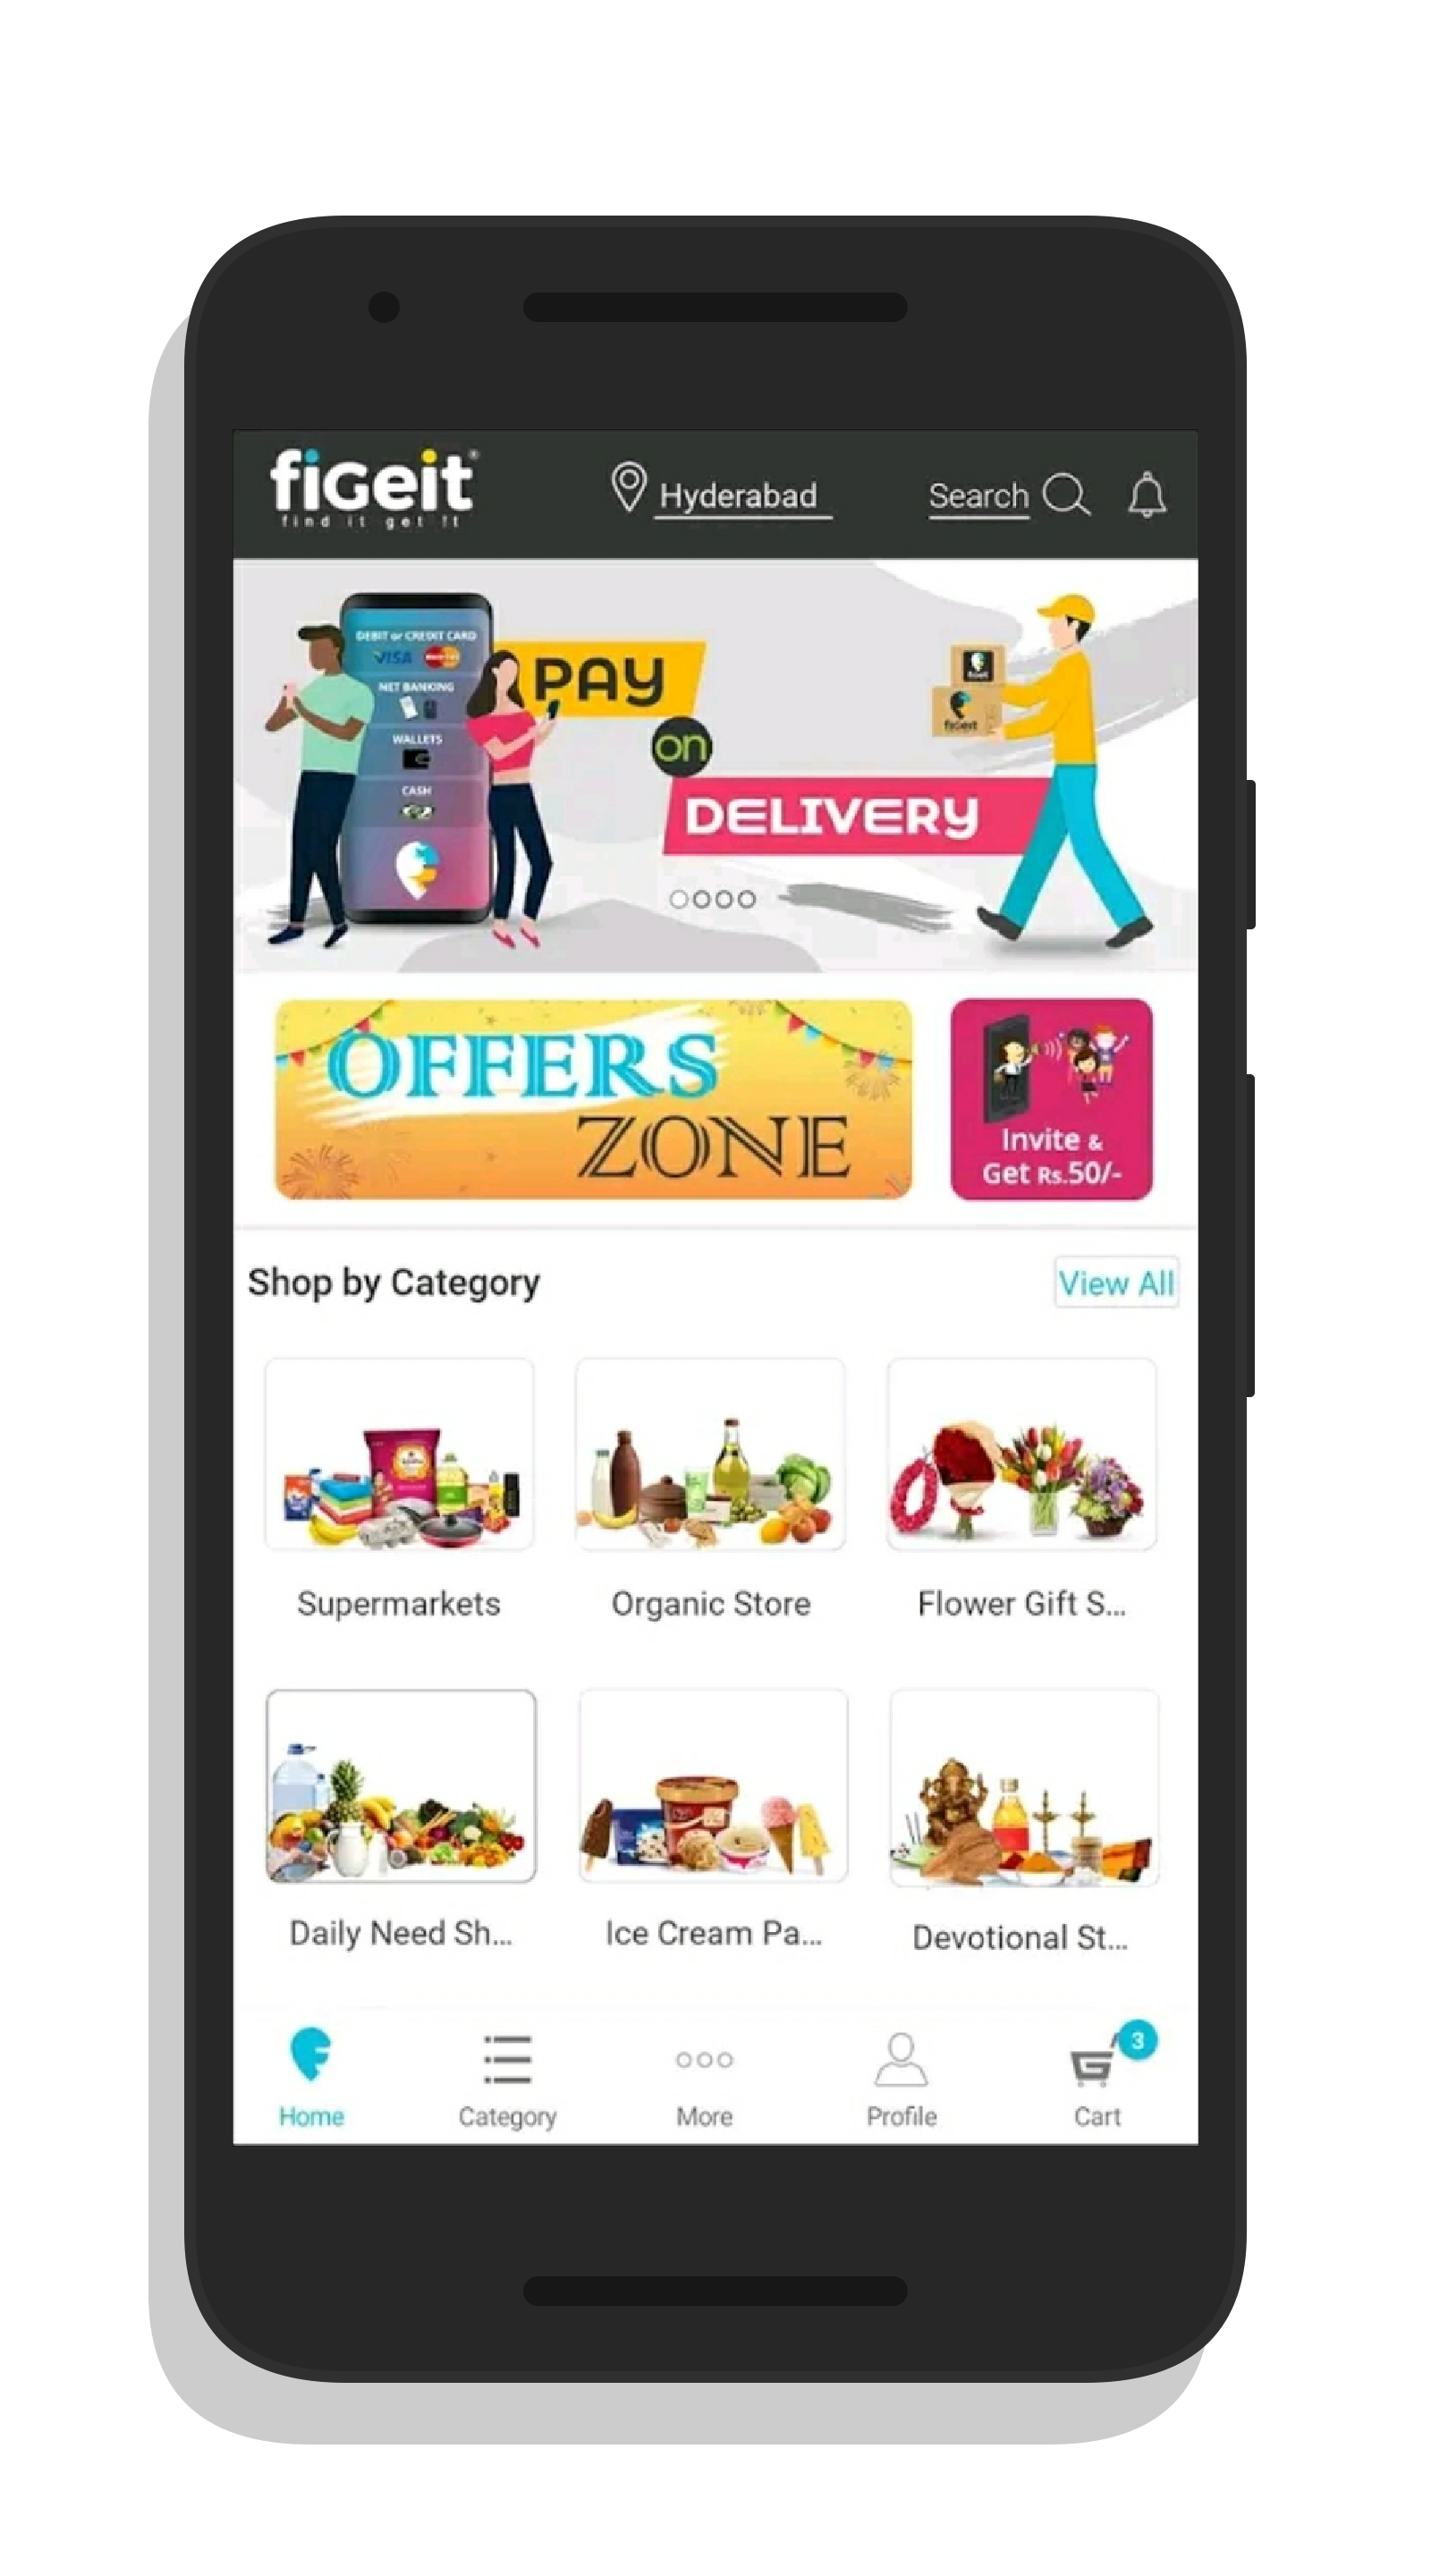 fiGeit®
find it get it
Hyderabad
Search
DEBIT or CREDIT CARD
VISA
NET BANKING
WALLETS
CASH
PAY
on
DELIVERY
fiGeit
OFFERS
ZONE
Invite &
Get Rs.50/-
Shop by Category
View All
Supermarkets
Organic Store
Flower Gift S...
Daily Need Sh...
Ice Cream Pa...
Devotional St...
3
Home
Category
More
Profile
Cart